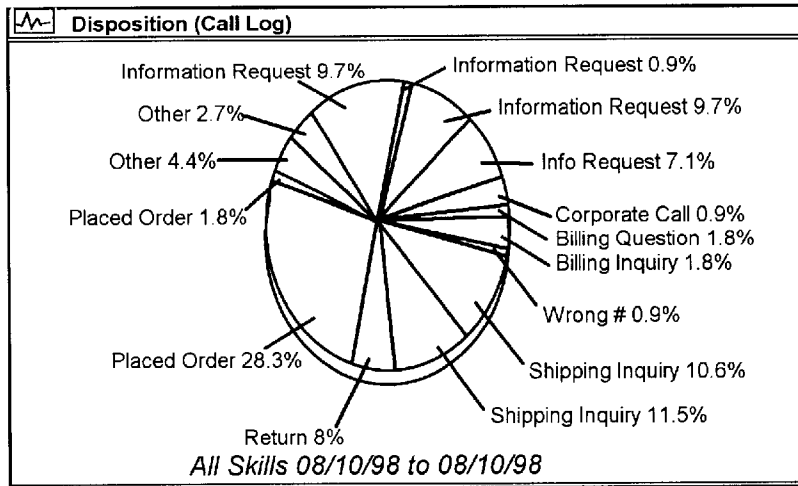 Disposition (Call Log)
Information Request 9.7%
Information Request 0.9%
Other 2.7%
Information Request 9.7%
Other 4.4%
Info Request 7.1%
Placed Order 1.8%
Corporate Call 0.9%
Billing Question 1.8%
Billing Inquiry 1.8%
Wrong # 0.9%
Placed Order 28.3%
Shipping Inquiry 10.6%
Shipping Inquiry 11.5%
Return 8%
All Skills 08/10/98 to 08/10/98